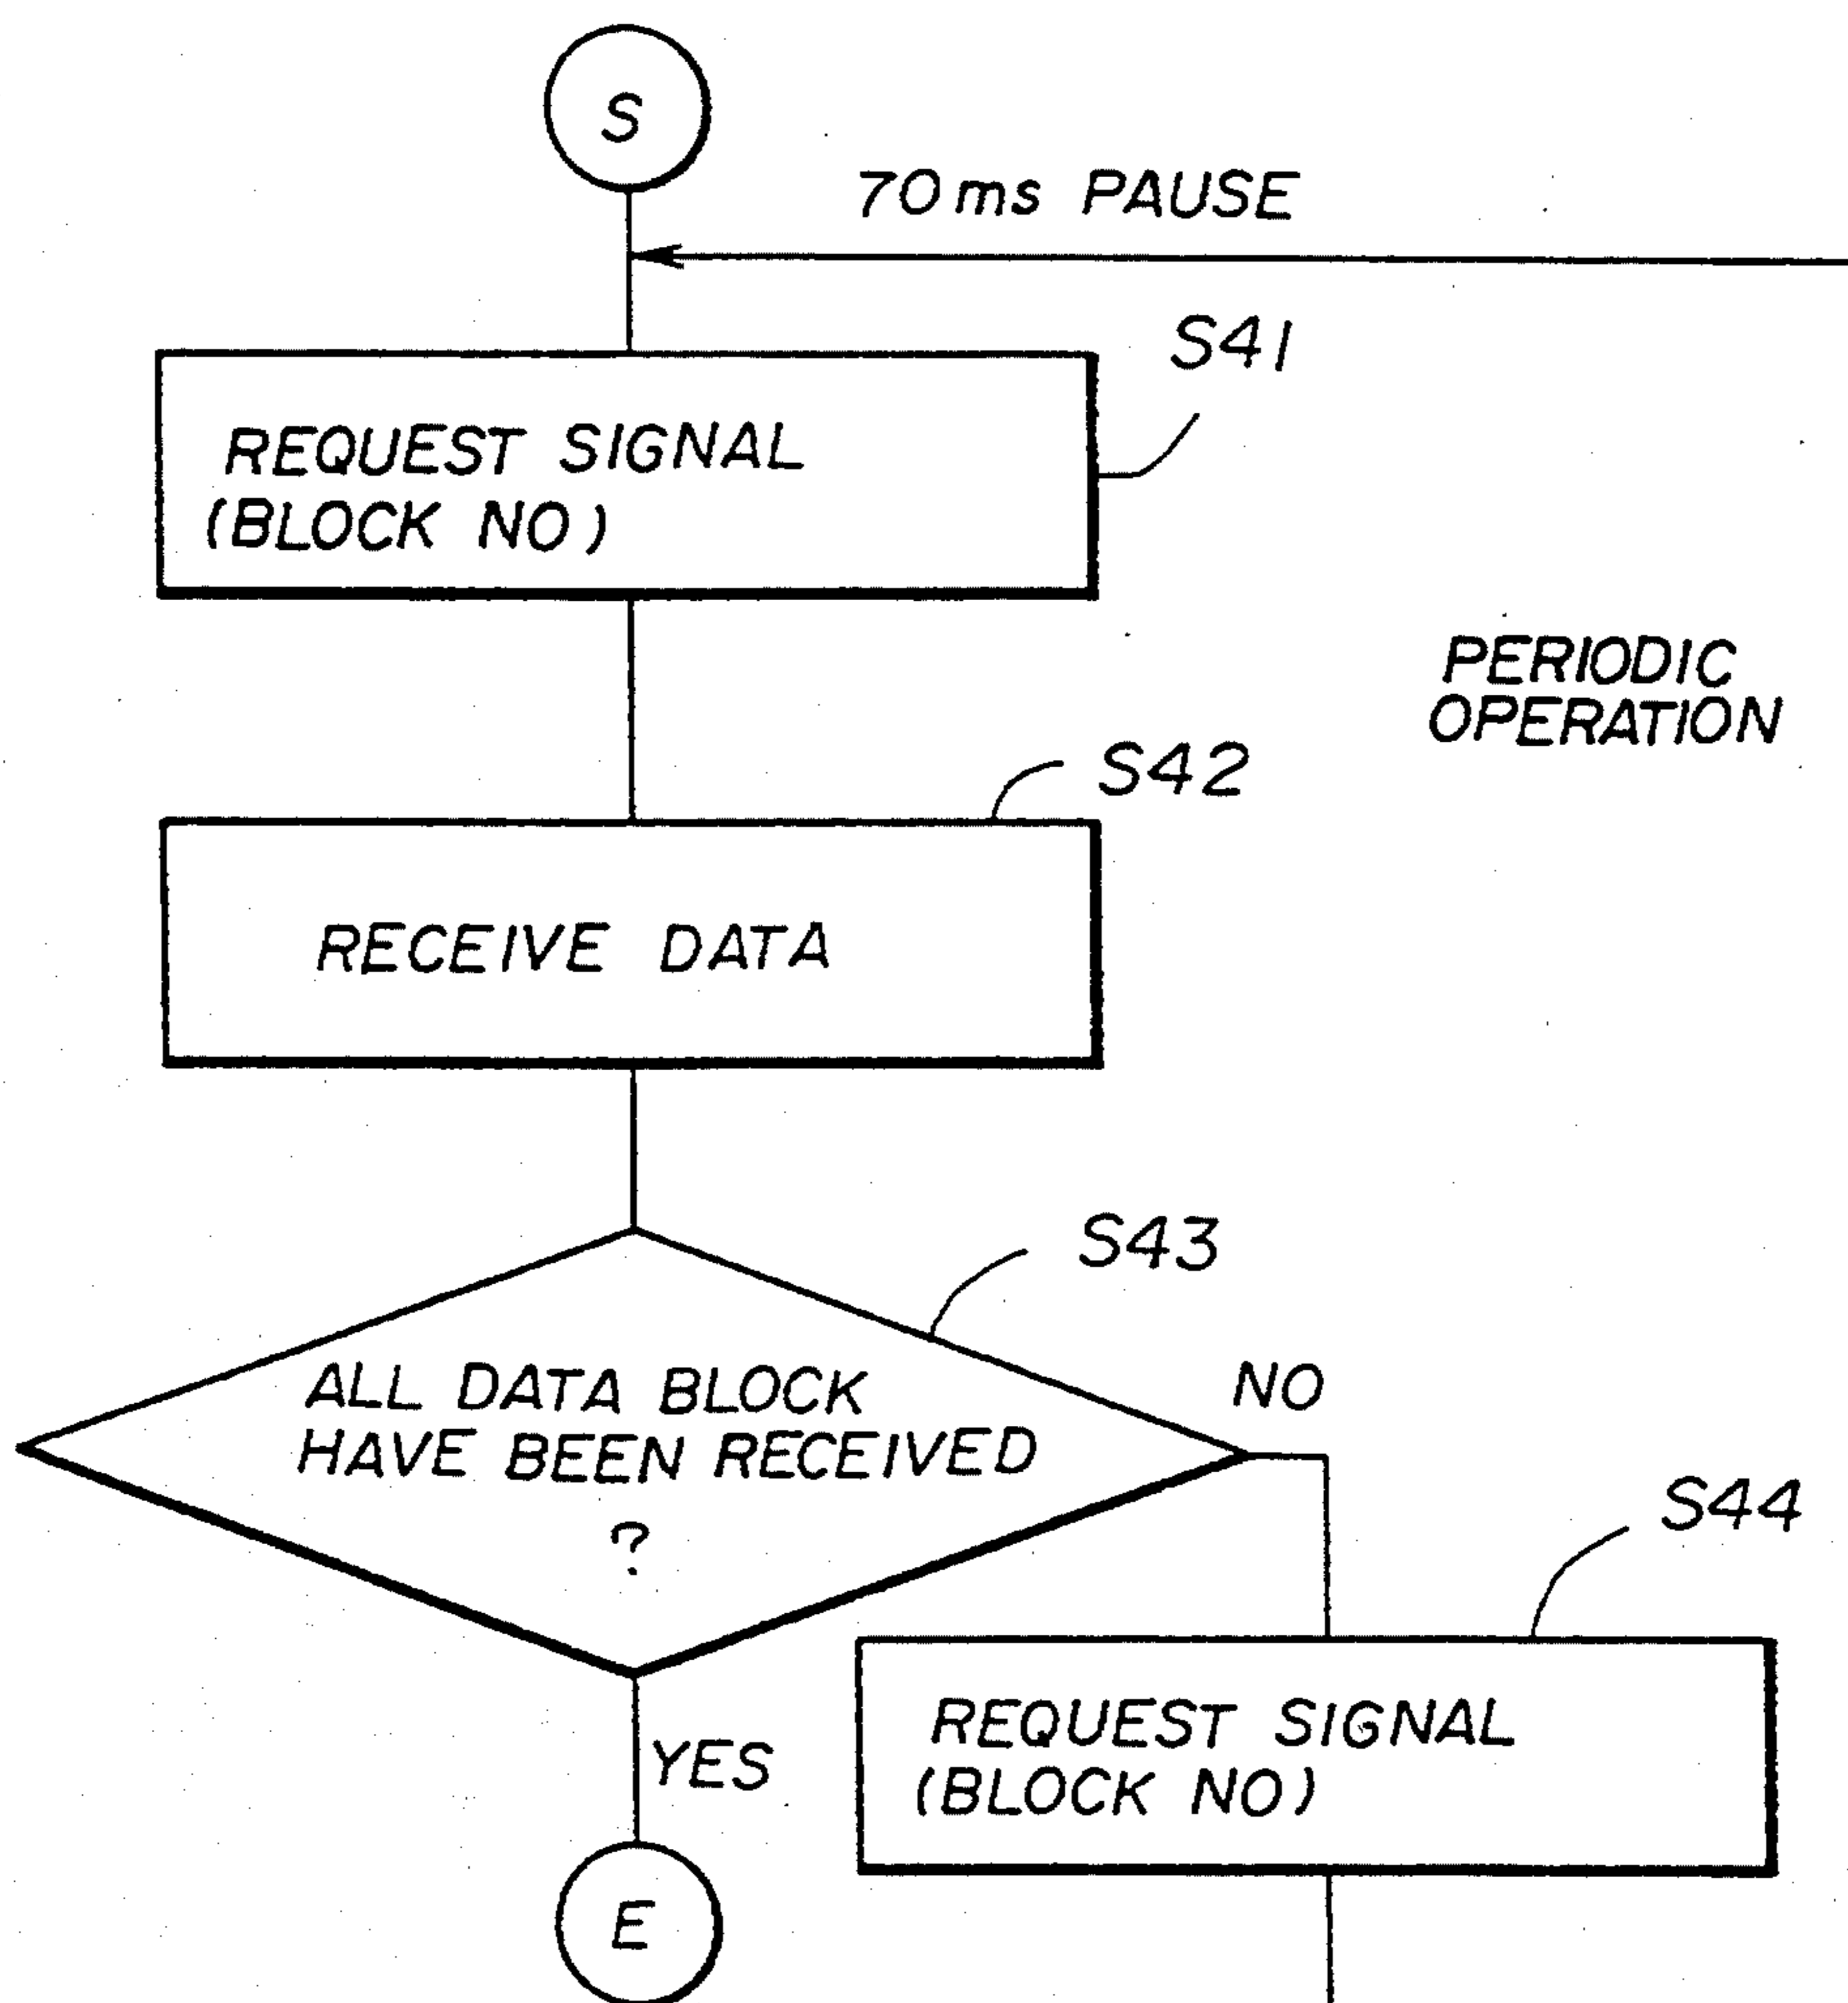 S
70ms PAUSE
S41
REQUEST SIGNAL
(BLOCK NO)
PERIODIC
OPERATION
S42
RECEIVE DATA
S43
ALL DATA BLOCK
HAVE BEEN RECEIVED
?
NO
S44
REQUEST SIGNAL
(BLOCK NO)
YES
E